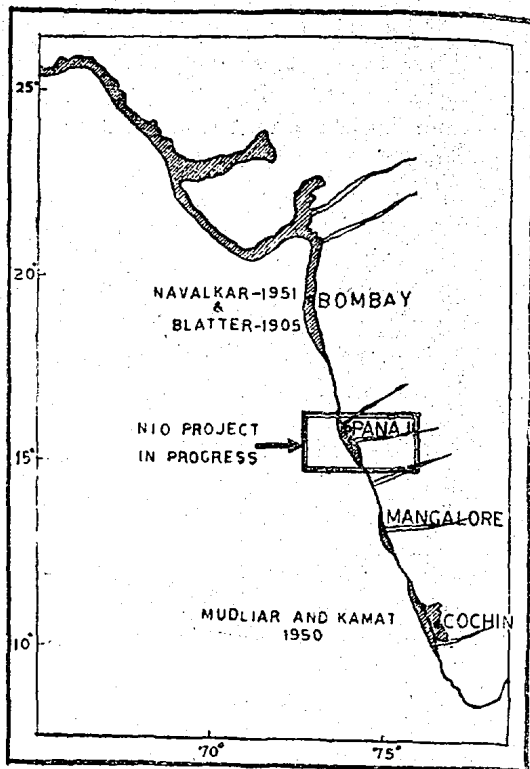 25°
20°
NAVALKAR-1951
&
BLATTER-1905
BOMBAY
NIO PROJECT
IN PROGRESS
PANAJI
15°
MANGALORE
MUDLIAR AND KAMAT
1950
COCHIN
10°
70°
75°